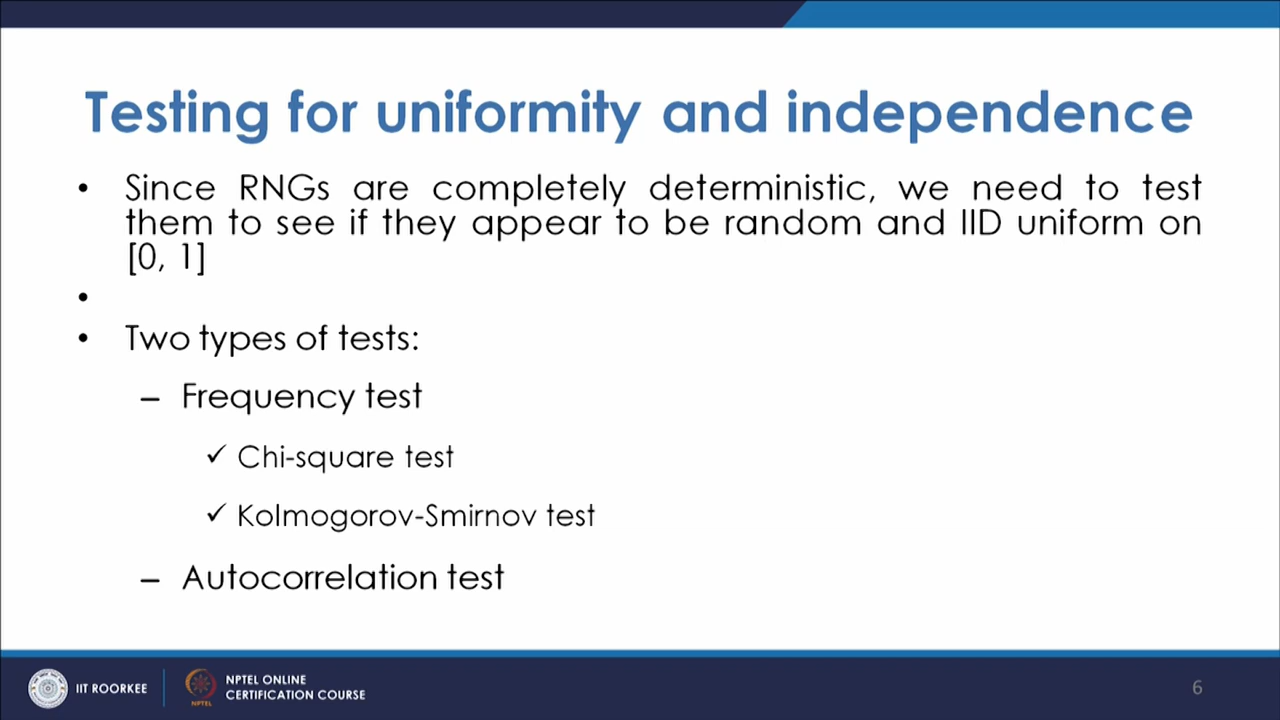 Testing for uniformity and independence
• Since RNGs are completely deterministic, we need to test
them to see if they appear to be random and IID uniform on
[0, 1]
•
• Two types of tests:
– Frequency test
✓ Chi-square test
✓ Kolmogorov-Smirnov test
– Autocorrelation test
IIT ROORKEE
NPTEL
NPTEL ONLINE
CERTIFICATION COURSE
6